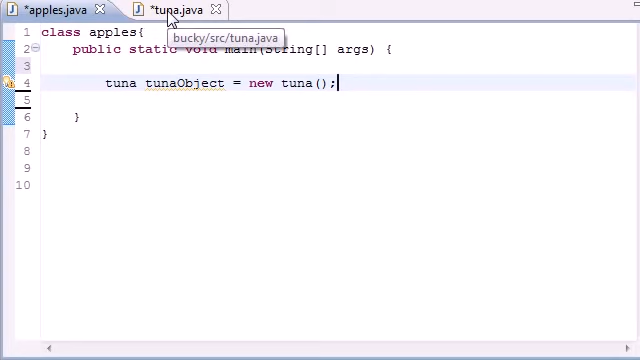 *apples.java *tuna.java
1 class apples{
2 public static void main(String[] args) {
bucky/src/tuna.java
3
4 tuna tunaObject = new tuna();
5
6 }
7 }
8
9
10